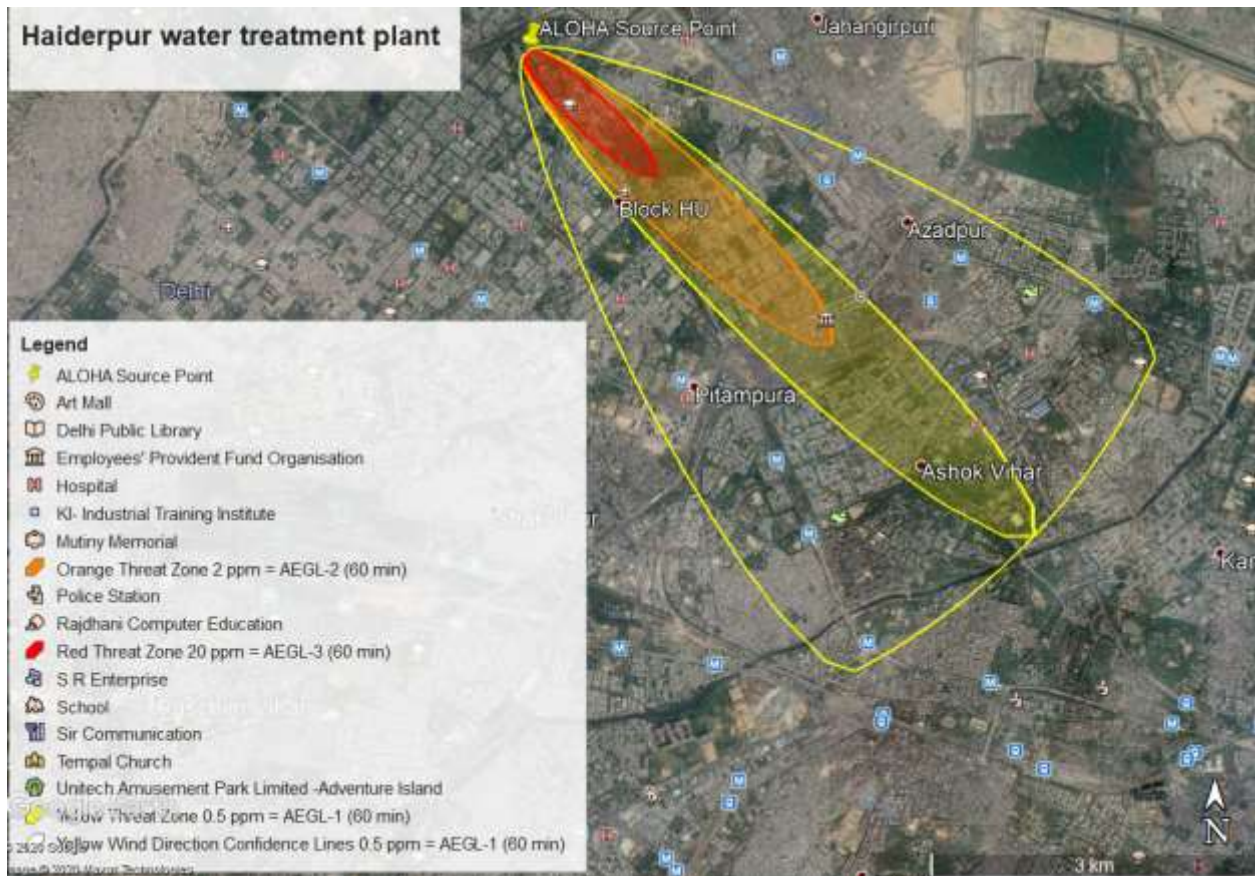 Haiderpur water treatment plant
ALOHA Source Point
Jahangirpuri
Block HU
Azadpur
Delhi
Pitampura
Ashok Vihar
Kar
Legend
ALOHA Source Point
Art Mall
Delhi Public Library
Employees' Provident Fund Organisation
Hospital
KI- Industrial Training Institute
Mutiny Memorial
Orange Threat Zone 2 ppm = AEGL-2 (60 min)
Police Station
Rajdhani Computer Education
Red Threat Zone 20 ppm = AEGL-3 (60 min)
S R Enterprise
School
Sir Communication
Tempal Church
Unitech Amusement Park Limited -Adventure Island
Yellow Threat Zone 0.5 ppm = AEGL-1 (60 min)
Yellow Wind Direction Confidence Lines 0.5 ppm = AEGL-1 (60 min)
N
3 km